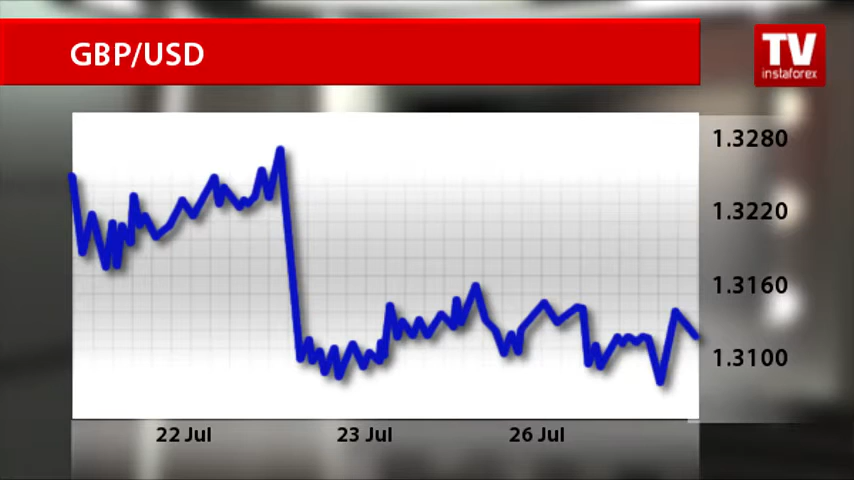 GBP/USD
TV
instaforex
1.3280
1.3220
1.3160
1.3100
22 Jul
23 Jul
26 Jul